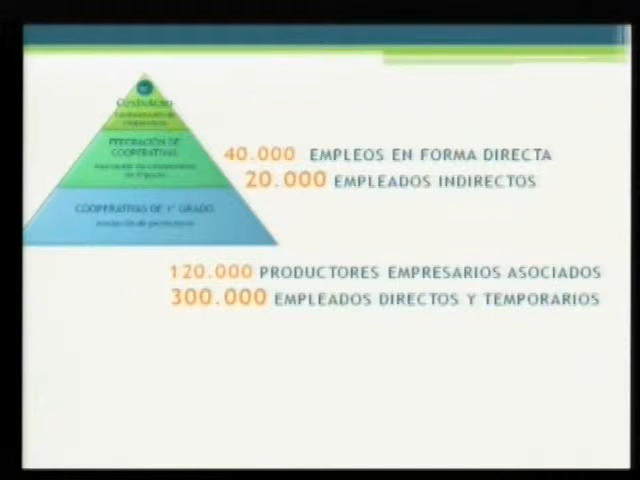 CONINAGRO
FEDERACIÓN DE
COOPERATIVAS
COOPERATIVAS DE 1° GRADO
40.000 EMPLEOS EN FORMA DIRECTA
20.000 EMPLEADOS INDIRECTOS
120.000 PRODUCTORES EMPRESARIOS ASOCIADOS
300.000 EMPLEADOS DIRECTOS Y TEMPORARIOS